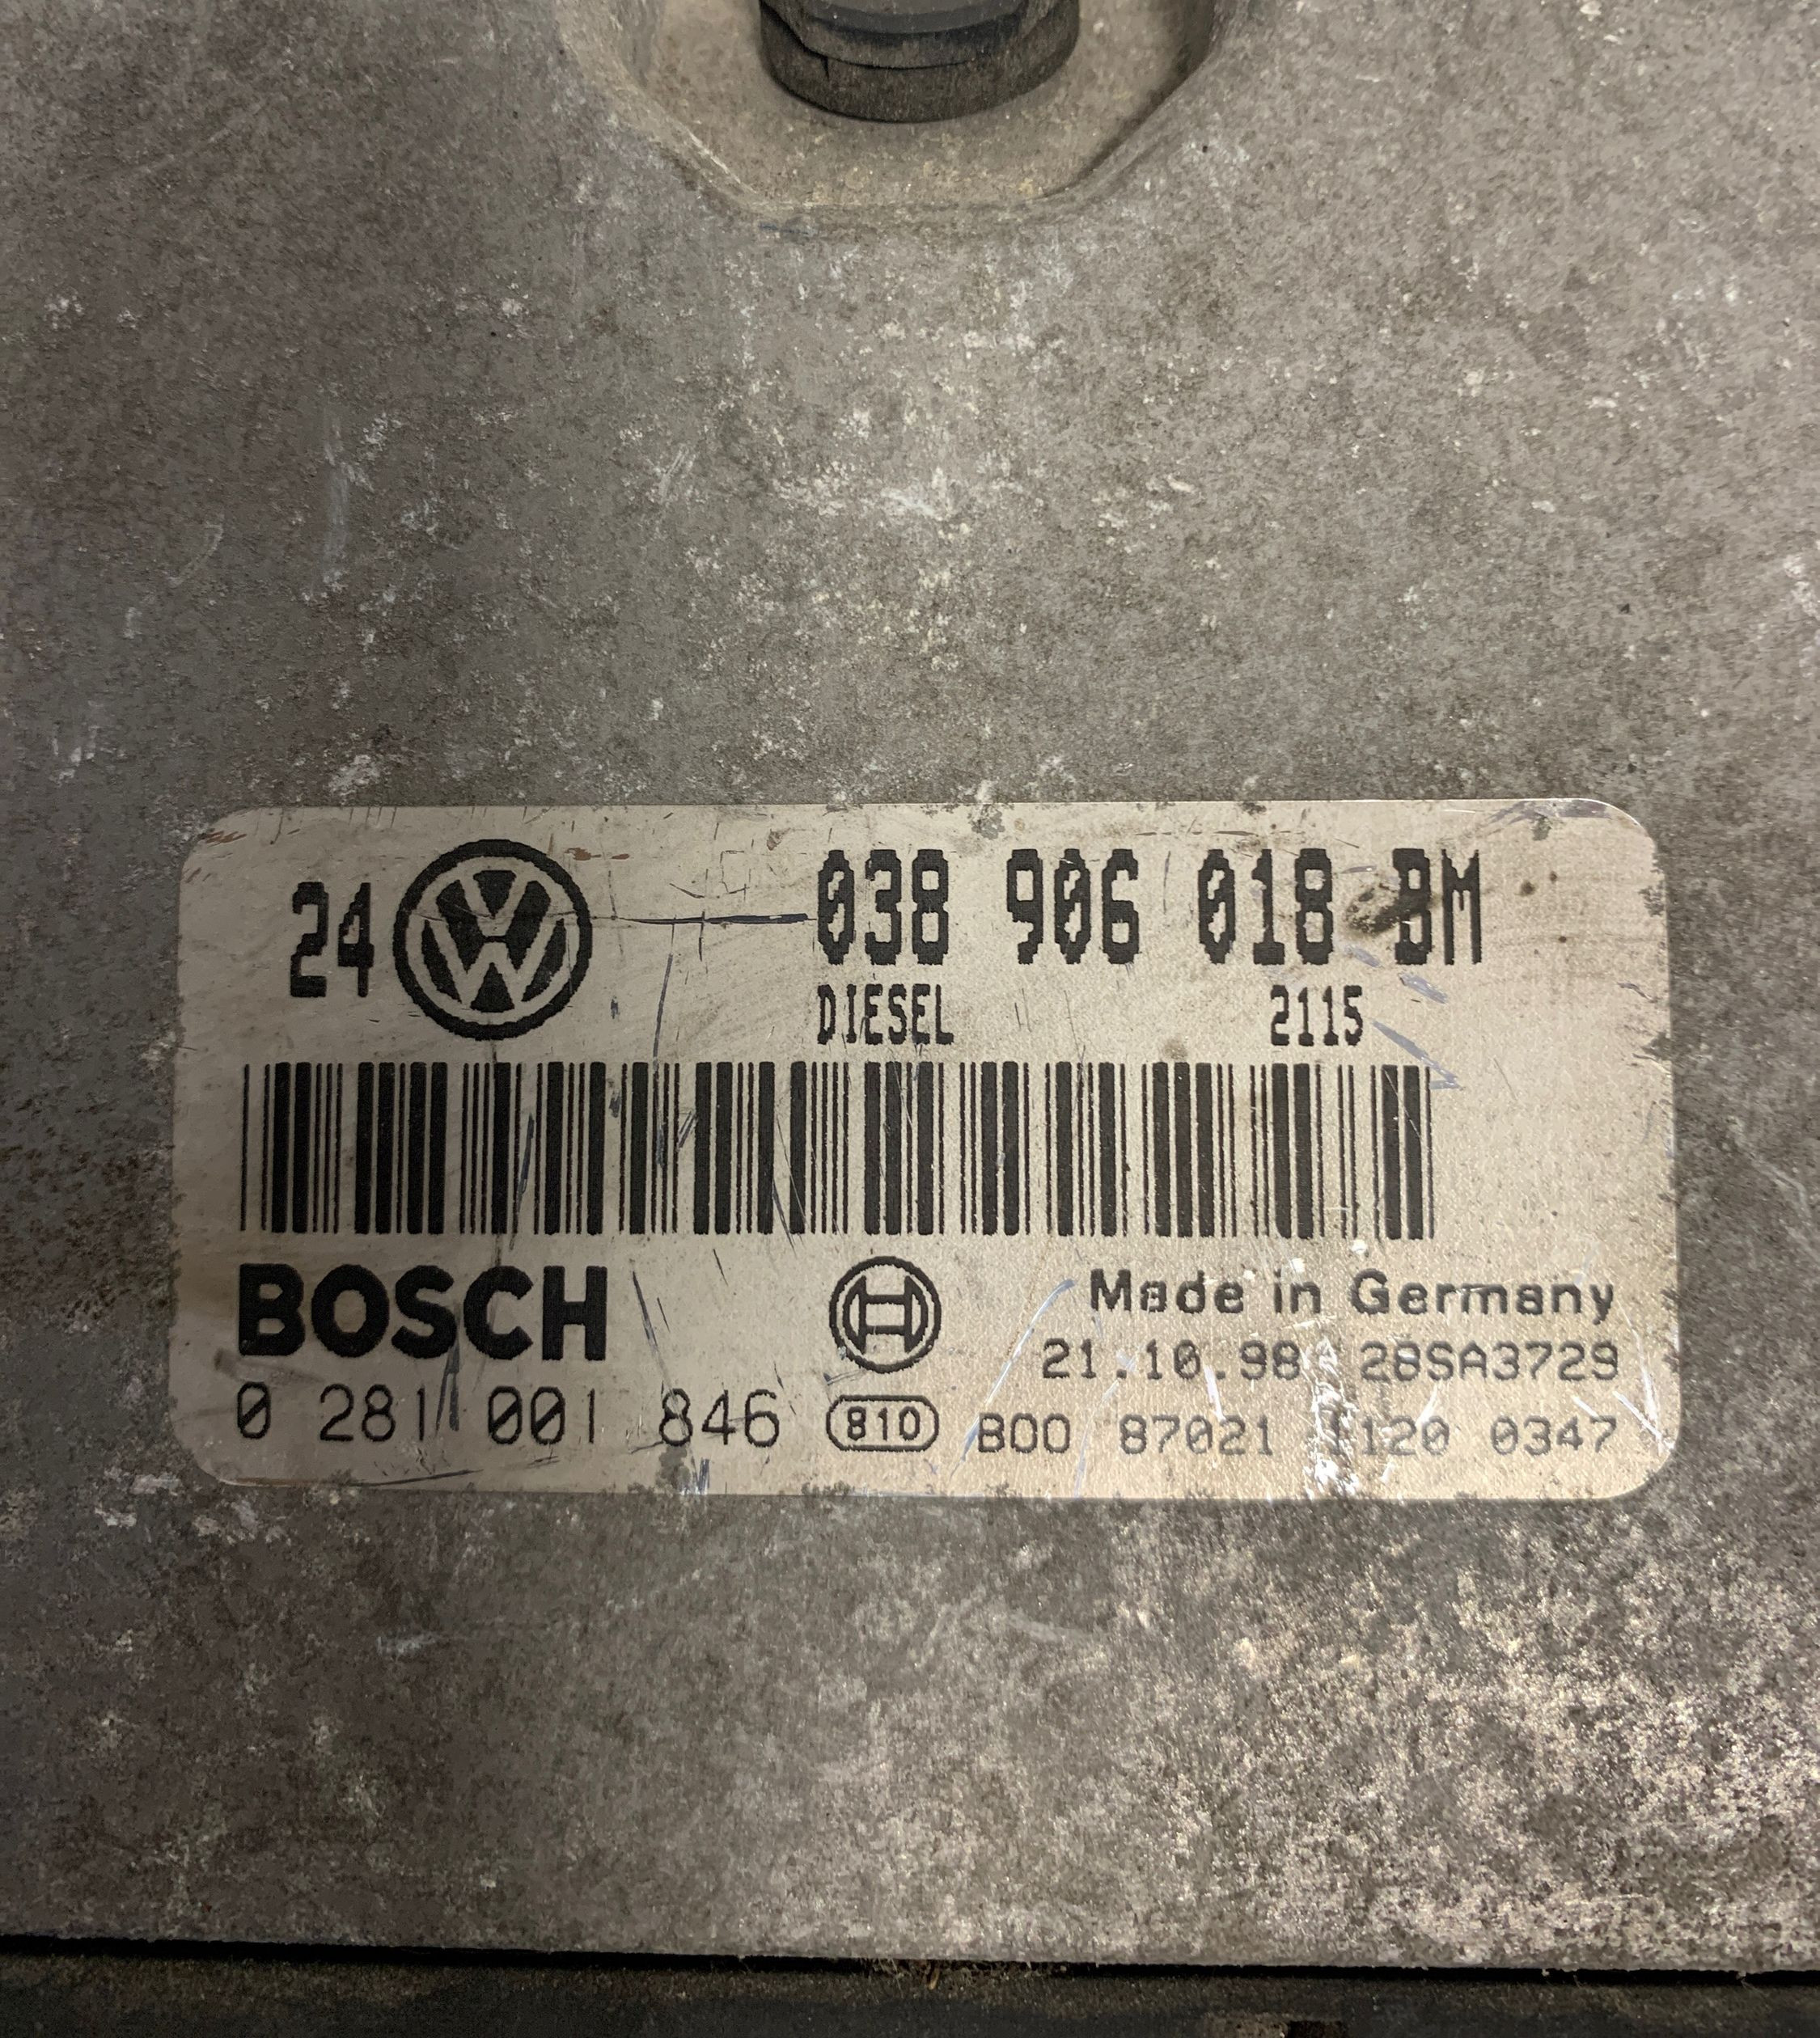 24 038 906 018 BM
DIESEL 2115
BOSCH
Made in Germany
21.10.98 28SA3729
0 281 001 846 810 B00 87021 1120 0347